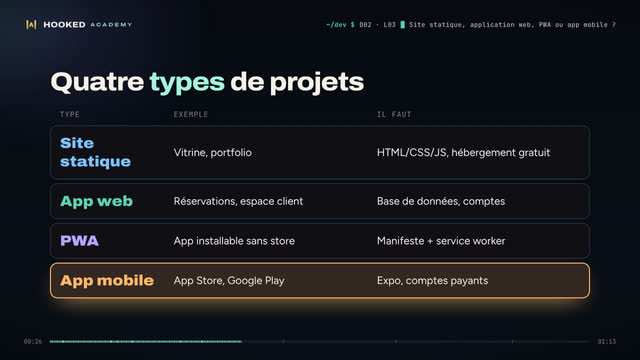 HOOKED ACADEMY
~/dev $ D02 · L03 Site statique, application web, PWA ou app mobile ?
Quatre types de projets
TYPE EXEMPLE IL FAUT
Site statique Vitrine, portfolio HTML/CSS/JS, hébergement gratuit
App web Réservations, espace client Base de données, comptes
PWA App installable sans store Manifeste + service worker
App mobile App Store, Google Play Expo, comptes payants
00:26 01:13